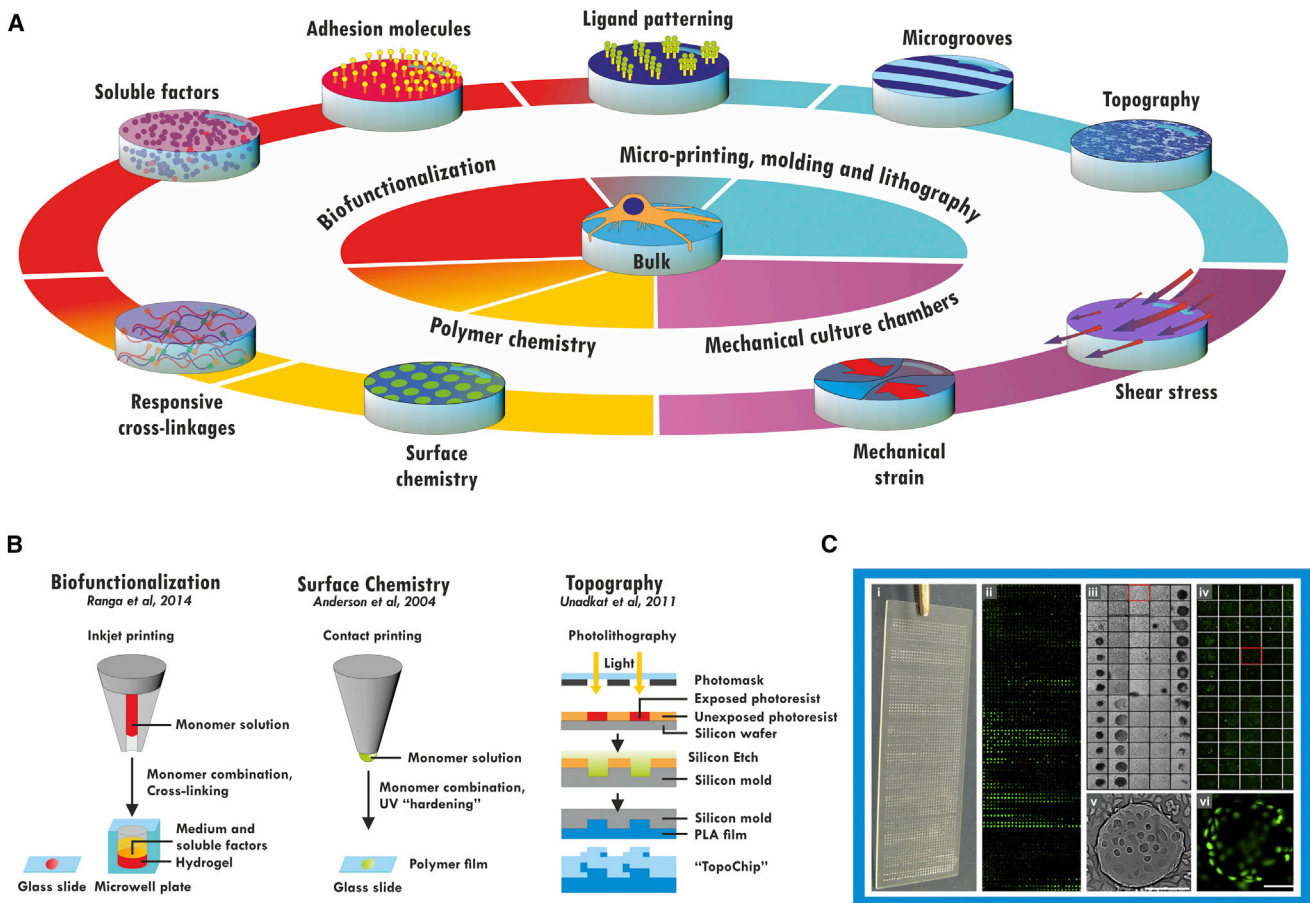 A
Adhesion molecules
Ligand patterning
Microgrooves
Soluble factors
Topography
Biofunctionalization
Micro-printing, molding and lithography
Bulk
Polymer chemistry
Mechanical culture chambers
Responsive
cross-linkages
Surface
chemistry
Mechanical
strain
Shear stress
B
Biofunctionalization
Ranga et al, 2014
Inkjet printing
Monomer solution
Monomer combination,
Cross-linking
Medium and
soluble factors
Hydrogel
Glass slide
Microwell plate
Surface Chemistry
Anderson et al, 2004
Contact printing
Monomer solution
Monomer combination,
UV “hardening”
Polymer film
Glass slide
Topography
Unadkat et al, 2011
Photolithography
Light
Photomask
Exposed photoresist
Unexposed photoresist
Silicon wafer
Silicon Etch
Silicon mold
Silicon mold
PLA film
“TopoChip”
C
i
ii
iii
iv
v
vi